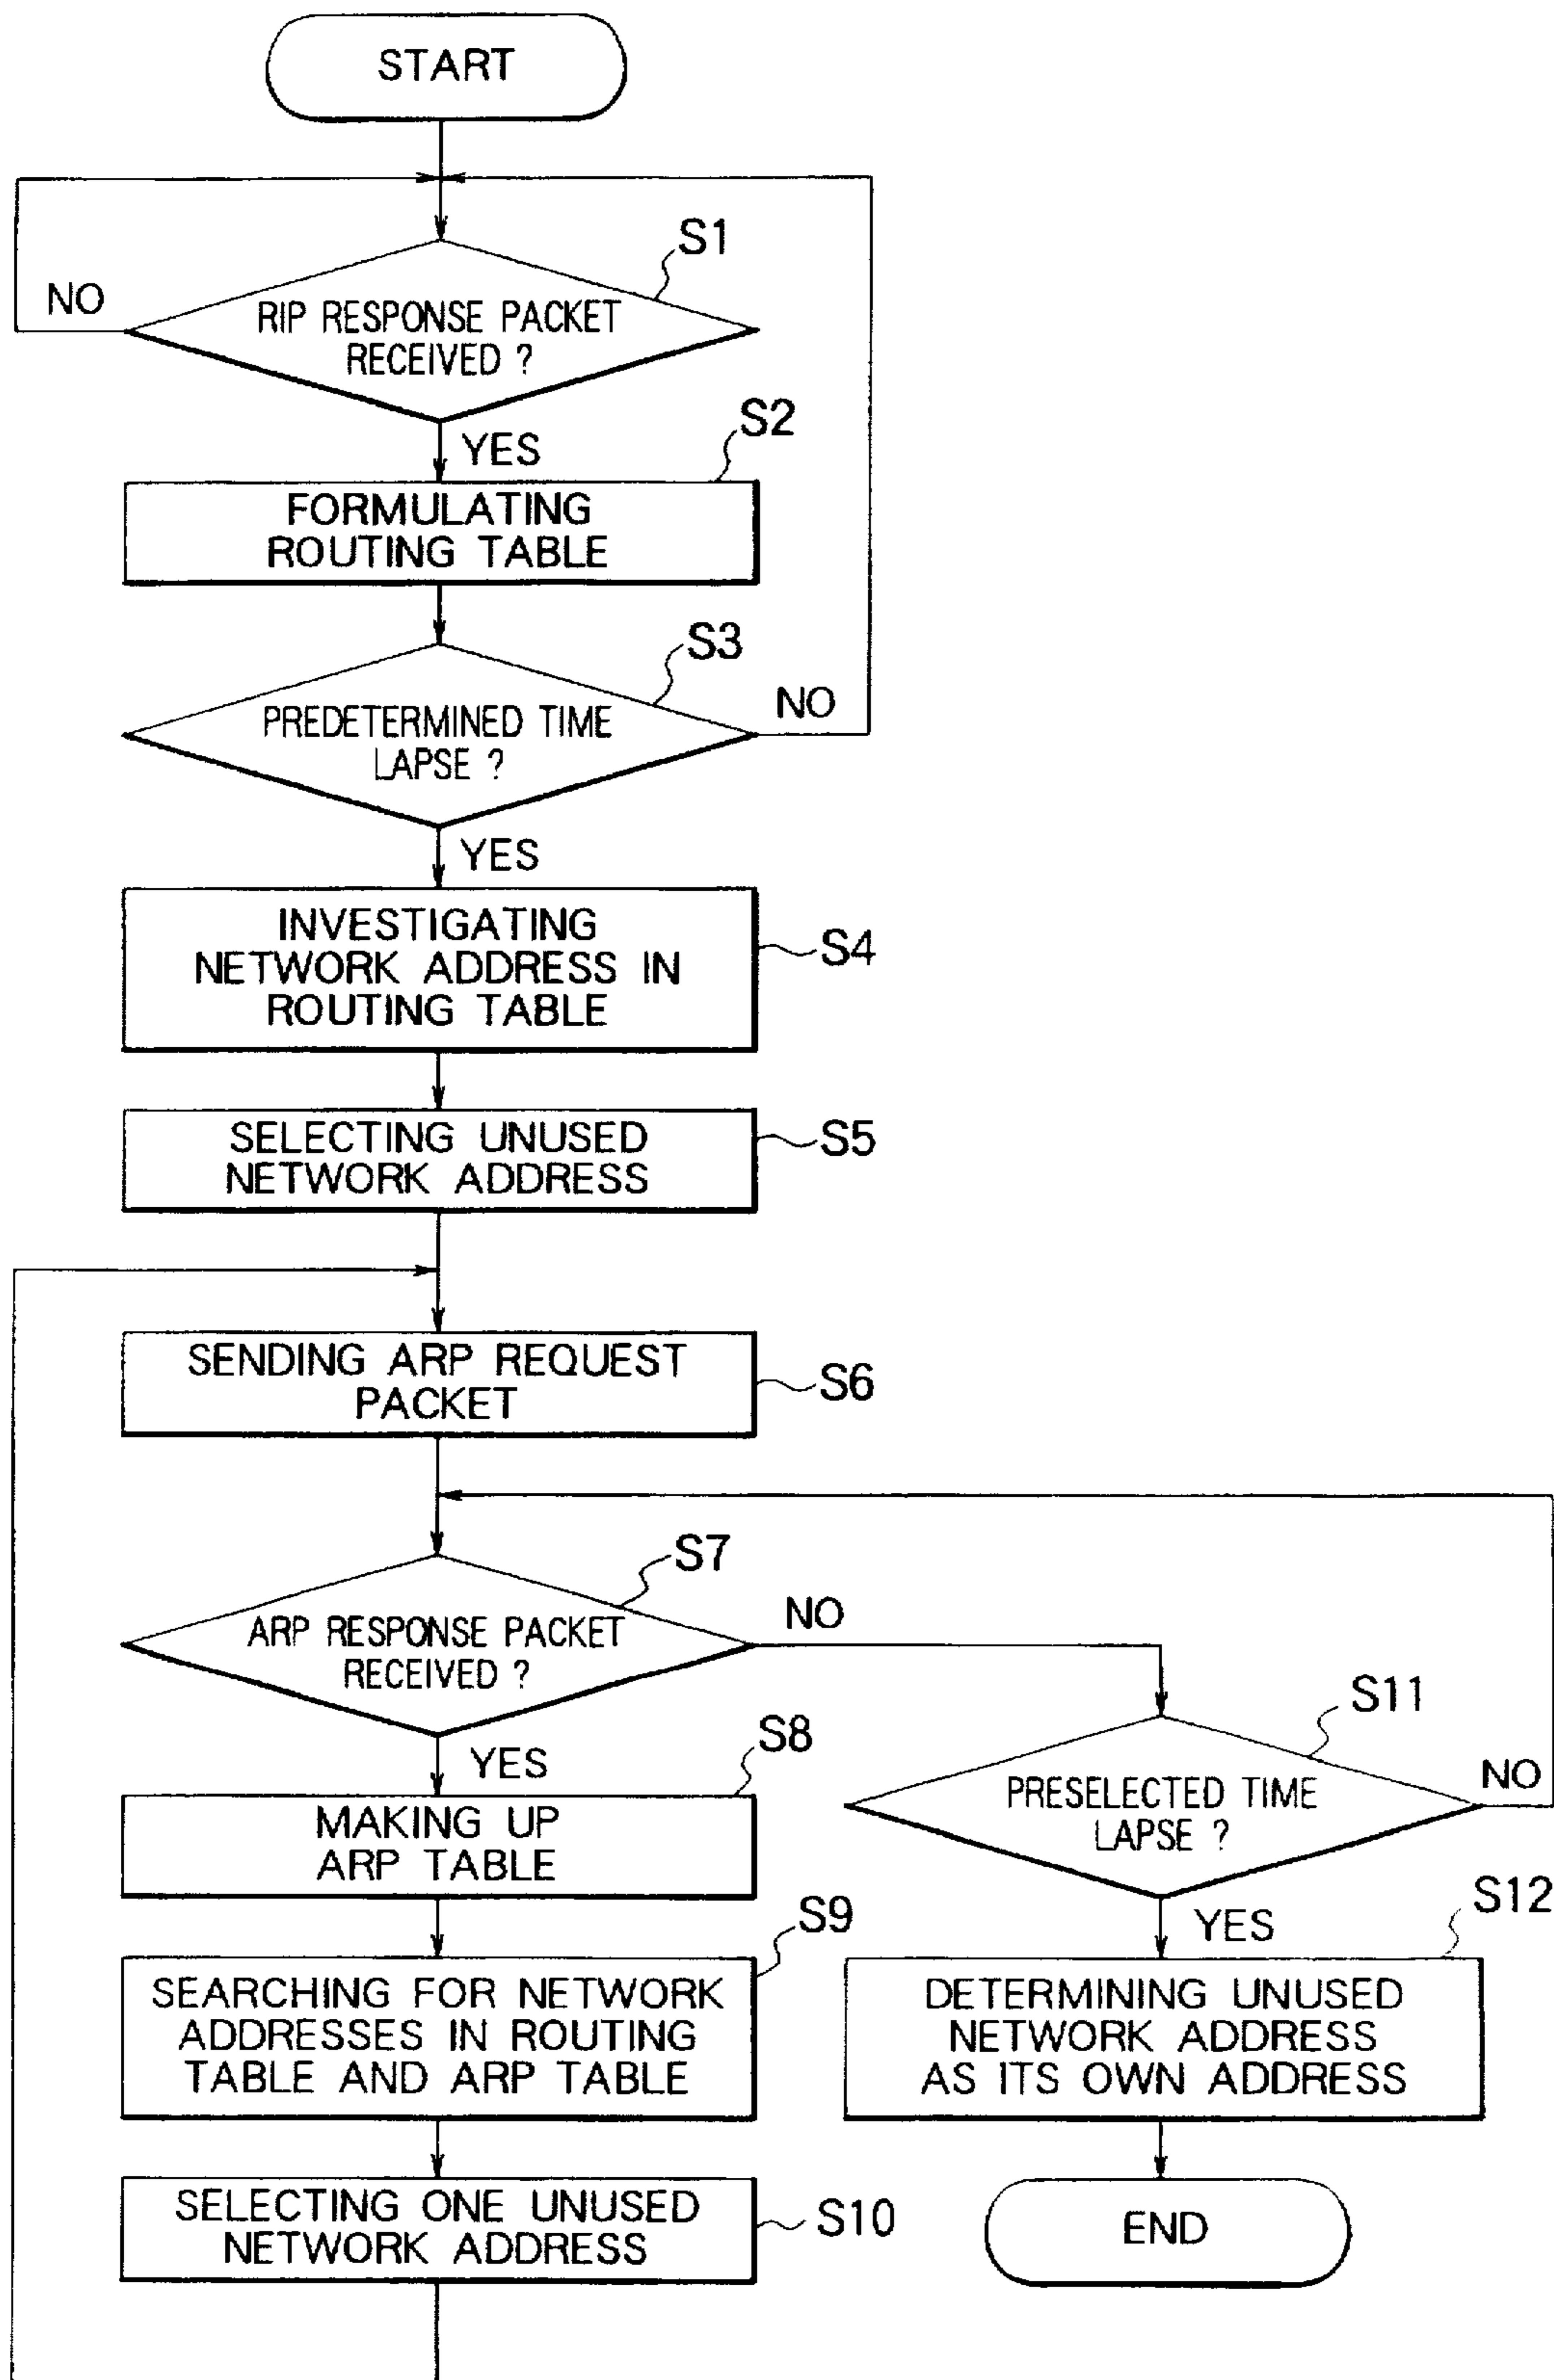 START
S1
NO
RIP RESPONSE PACKET
RECEIVED ?
S2
YES
FORMULATING
ROUTING TABLE
S3
NO
PREDETERMINED TIME
LAPSE ?
YES
INVESTIGATING
NETWORK ADDRESS IN
ROUTING TABLE
S4
SELECTING UNUSED
NETWORK ADDRESS
S5
SENDING ARP REQUEST
PACKET
S6
S7
NO
ARP RESPONSE PACKET
RECEIVED ?
S8
YES
MAKING UP
ARP TABLE
S9
SEARCHING FOR NETWORK
ADDRESSES IN ROUTING
TABLE AND ARP TABLE
SELECTING ONE UNUSED
NETWORK ADDRESS
S10
S11
NO
PRESELECTED TIME
LAPSE ?
S12
YES
DETERMINING UNUSED
NETWORK ADDRESS
AS ITS OWN ADDRESS
END